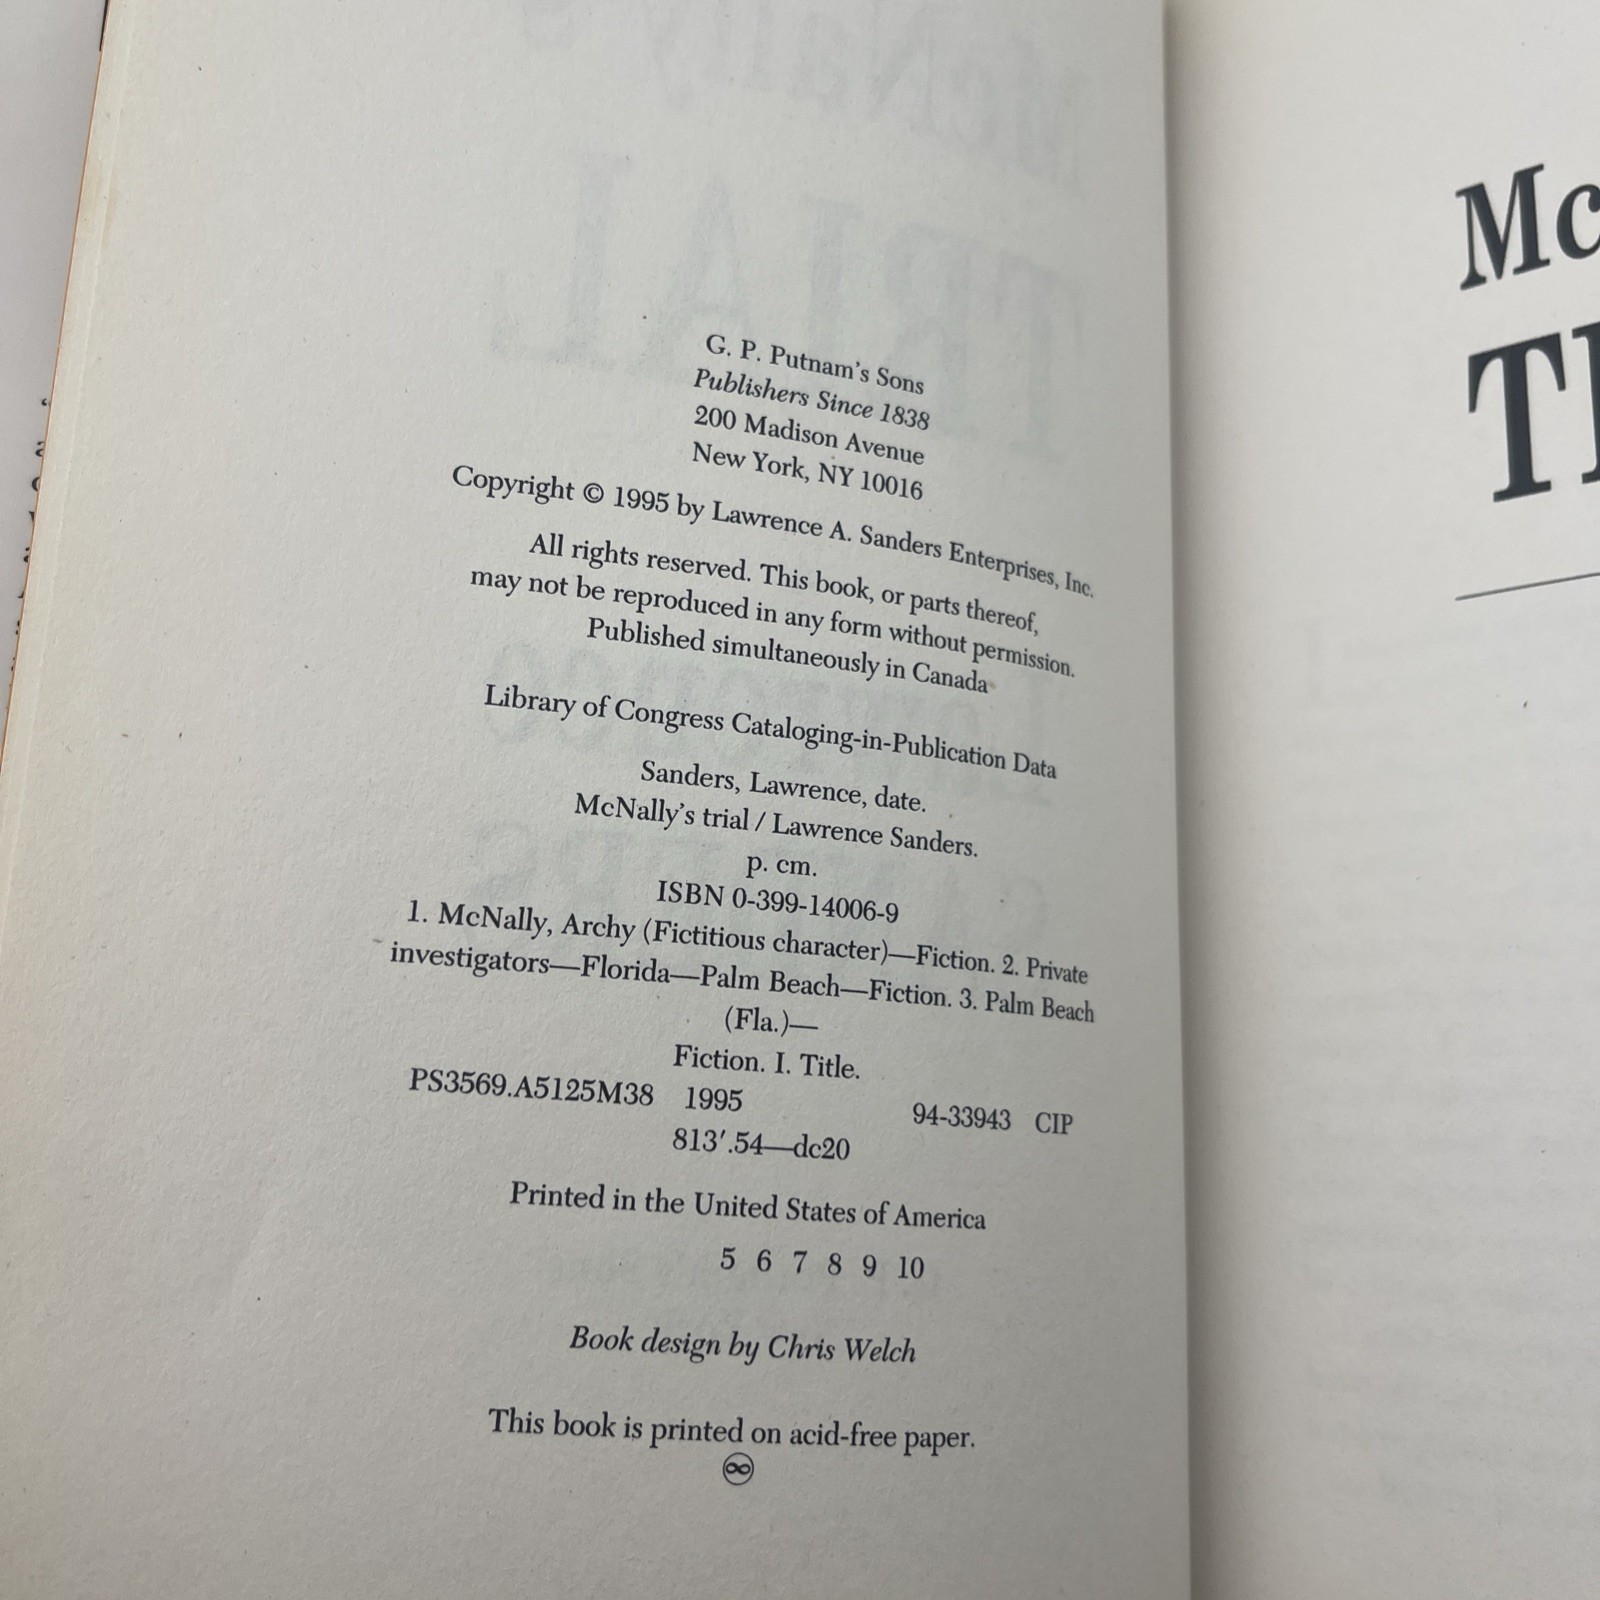 G. P. Putnam's Sons
Publishers Since 1838
200 Madison Avenue
New York, NY 10016
Copyright © 1995 by Lawrence A. Sanders Enterprises, Inc.
All rights reserved. This book, or parts thereof,
may not be reproduced in any form without permission.
Published simultaneously in Canada
Library of Congress Cataloging-in-Publication Data
Sanders, Lawrence, date.
McNally's trial / Lawrence Sanders.
p. cm.
ISBN 0-399-14006-9
1. McNally, Archy (Fictitious character)—Fiction. 2. Private
investigators—Florida—Palm Beach—Fiction. 3. Palm Beach
(Fla.)—
Fiction. I. Title.
PS3569.A5125M38 1995
94-33943 CIP
813′.54—dc20
Printed in the United States of America
5 6 7 8 9 10
Book design by Chris Welch
This book is printed on acid-free paper.
♾
Mc